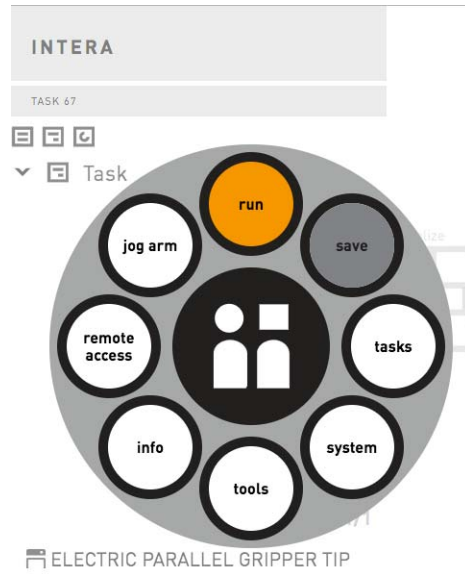 INTERA
TASK 67
Task
run
jog arm
save
remote
access
tasks
info
system
tools
ELECTRIC PARALLEL GRIPPER TIP